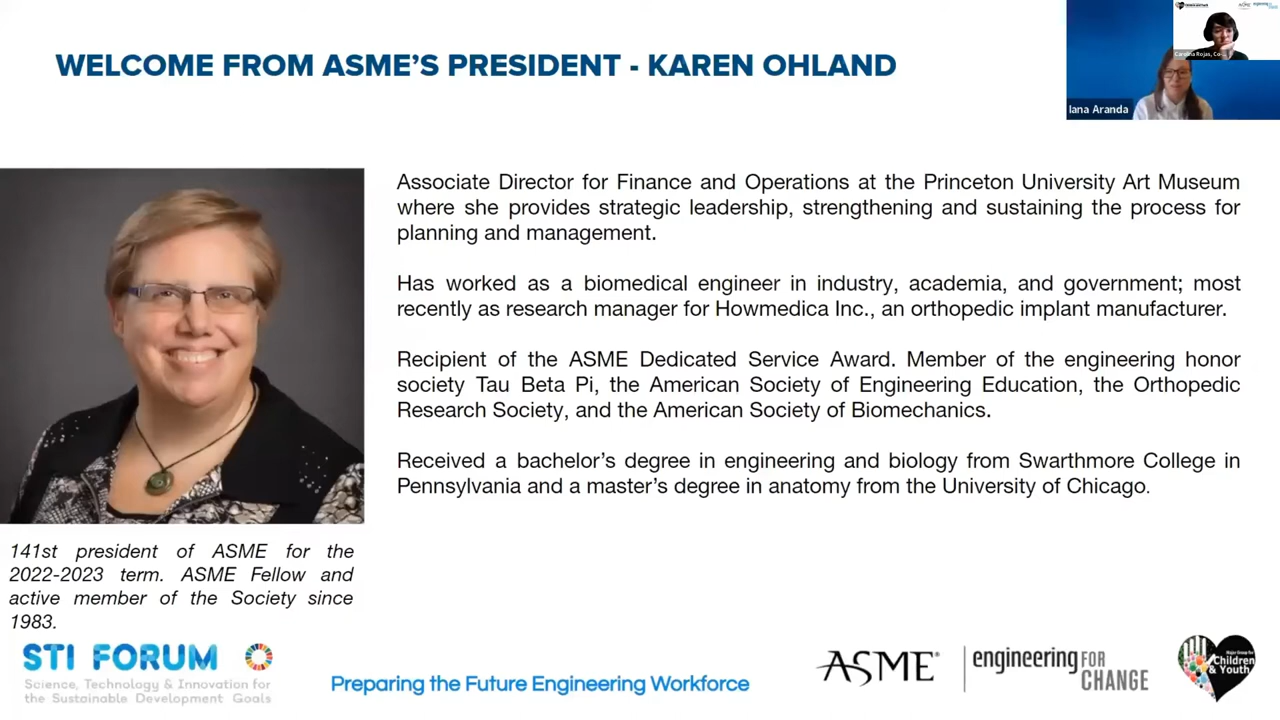 WELCOME FROM ASME'S PRESIDENT - KAREN OHLAND
Iana Aranda
Associate Director for Finance and Operations at the Princeton University Art Museum
where she provides strategic leadership, strengthening and sustaining the process for
planning and management.
Has worked as a biomedical engineer in industry, academia, and government; most
recently as research manager for Howmedica Inc., an orthopedic implant manufacturer.
Recipient of the ASME Dedicated Service Award. Member of the engineering honor
society Tau Beta Pi, the American Society of Engineering Education, the Orthopedic
Research Society, and the American Society of Biomechanics.
Received a bachelor's degree in engineering and biology from Swarthmore College in
Pennsylvania and a master's degree in anatomy from the University of Chicago.
141st president of ASME for the
2022-2023 term. ASME Fellow and
active member of the Society since
1983.
STI FORUM
Science, Technology & Innovation for
the Sustainable Development Goals
Preparing the Future Engineering Workforce
ASME®
engineering FOR
CHANGE
Major Group for
Children
& Youth